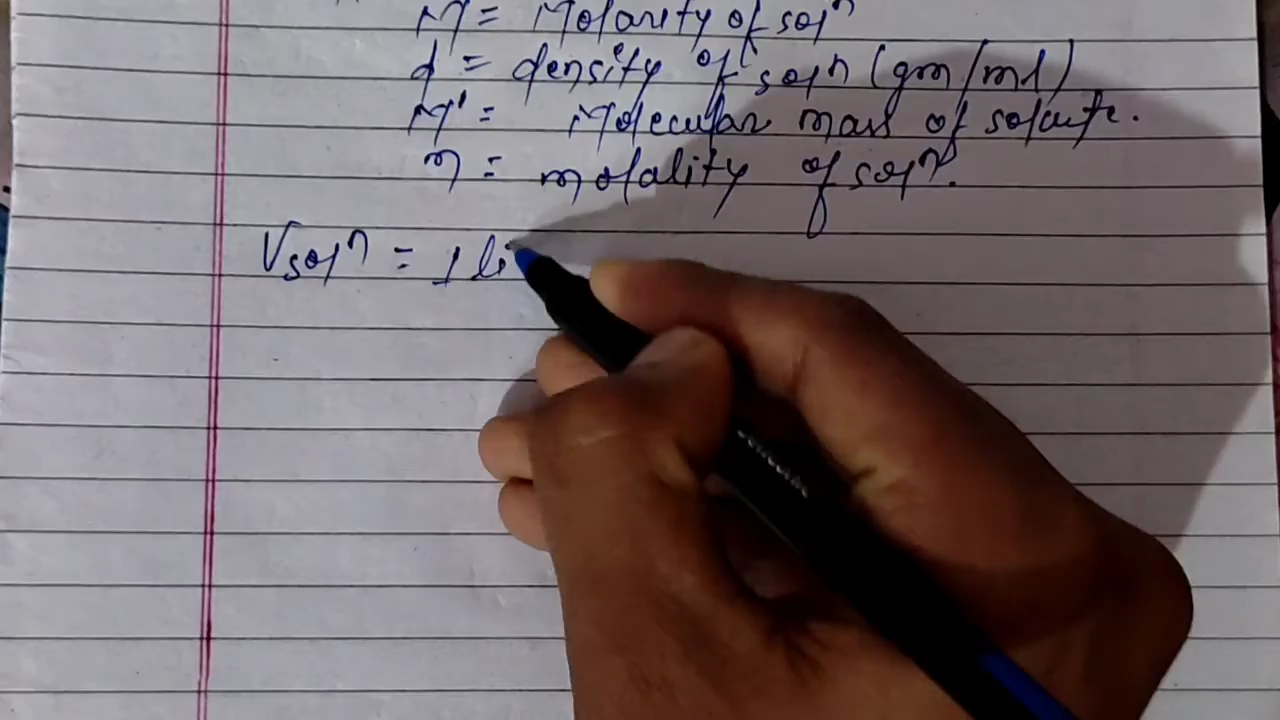 M = Molarity of solⁿ
d = density of solⁿ (gm/ml)
M' = Molecular mass of solute.
m = molality of solⁿ.
Vsolⁿ = 1 li